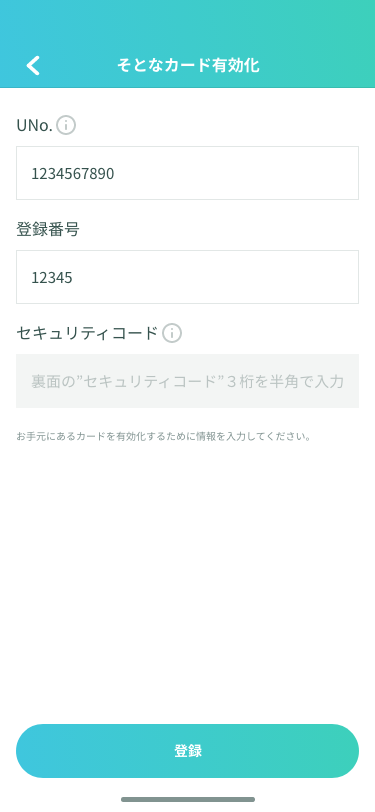 そとなカード有効化
UNo.
1234567890
登録番号
12345
セキュリティコード
裏面の”セキュリティコード”３桁を半角で入力
お手元にあるカードを有効化するために情報を入力してください。
登録